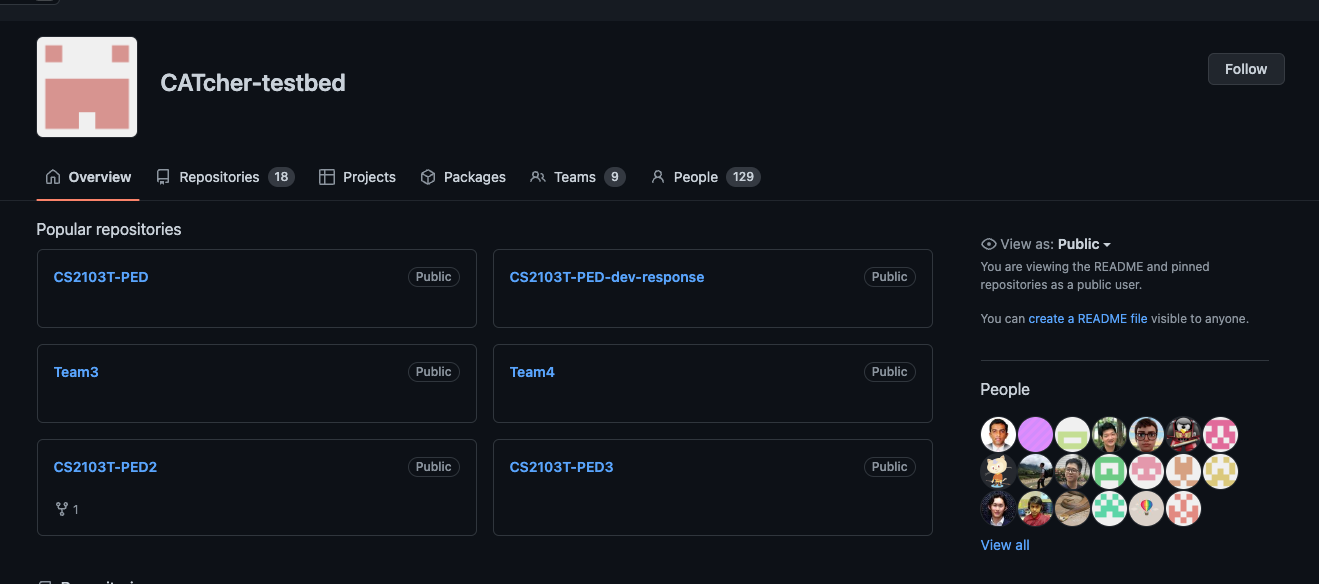 CATcher-testbed
Follow
Overview
Repositories 18
Projects
Packages
Teams 9
People 129
Popular repositories
CS2103T-PED Public
CS2103T-PED-dev-response Public
Team3 Public
Team4 Public
CS2103T-PED2 Public
1
CS2103T-PED3 Public
View as: Public
You are viewing the README and pinned
repositories as a public user.
You can create a README file visible to anyone.
People
View all